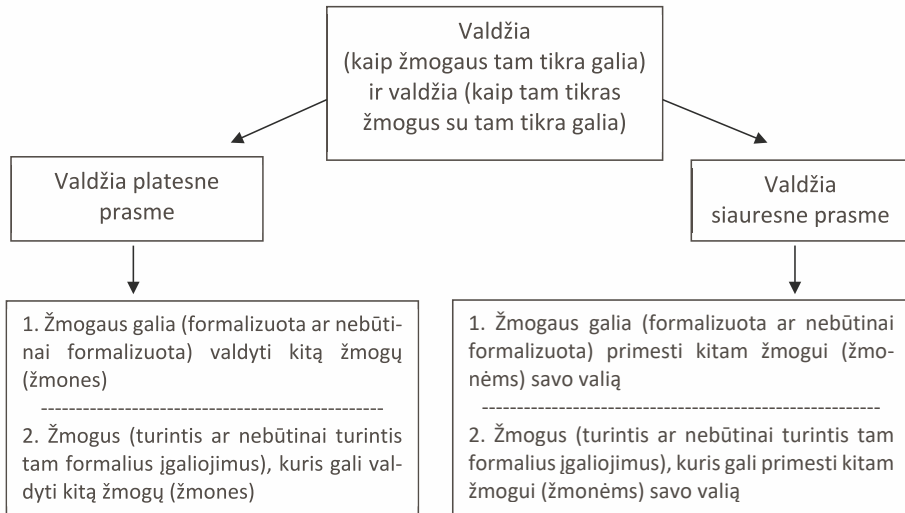 Valdžia
(kaip žmogaus tam tikra galia)
ir valdžia (kaip tam tikras
žmogus su tam tikra galia)
Valdžia platesne
prasme
Valdžia
siauresne prasme
1. Žmogaus galia (formalizuota ar nebūti-
nai formalizuota) valdyti kitą žmogų
(žmones)
-------------------------------------------------
2. Žmogus (turintis ar nebūtinai turintis
tam formalius įgaliojimus), kuris gali val-
dyti kitą žmogų (žmones)
1. Žmogaus galia (formalizuota ar nebūtinai
formalizuota) primesti kitam žmogui (žmo-
nėms) savo valią
---------------------------------------------------------
2. Žmogus (turintis ar nebūtinai turintis tam
formalius įgaliojimus), kuris gali primesti kitam
žmogui (žmonėms) savo valią